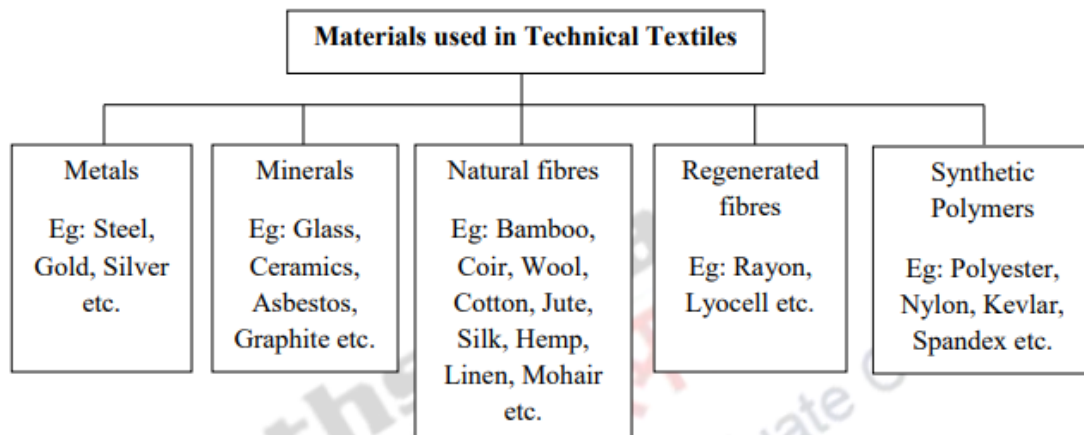 Materials used in Technical Textiles
Metals
Eg: Steel,
Gold, Silver
etc.
Minerals
Eg: Glass,
Ceramics,
Asbestos,
Graphite etc.
Natural fibres
Eg: Bamboo,
Coir, Wool,
Cotton, Jute,
Silk, Hemp,
Linen, Mohair
etc.
Regenerated
fibres
Eg: Rayon,
Lyocell etc.
Synthetic
Polymers
Eg: Polyester,
Nylon, Kevlar,
Spandex etc.